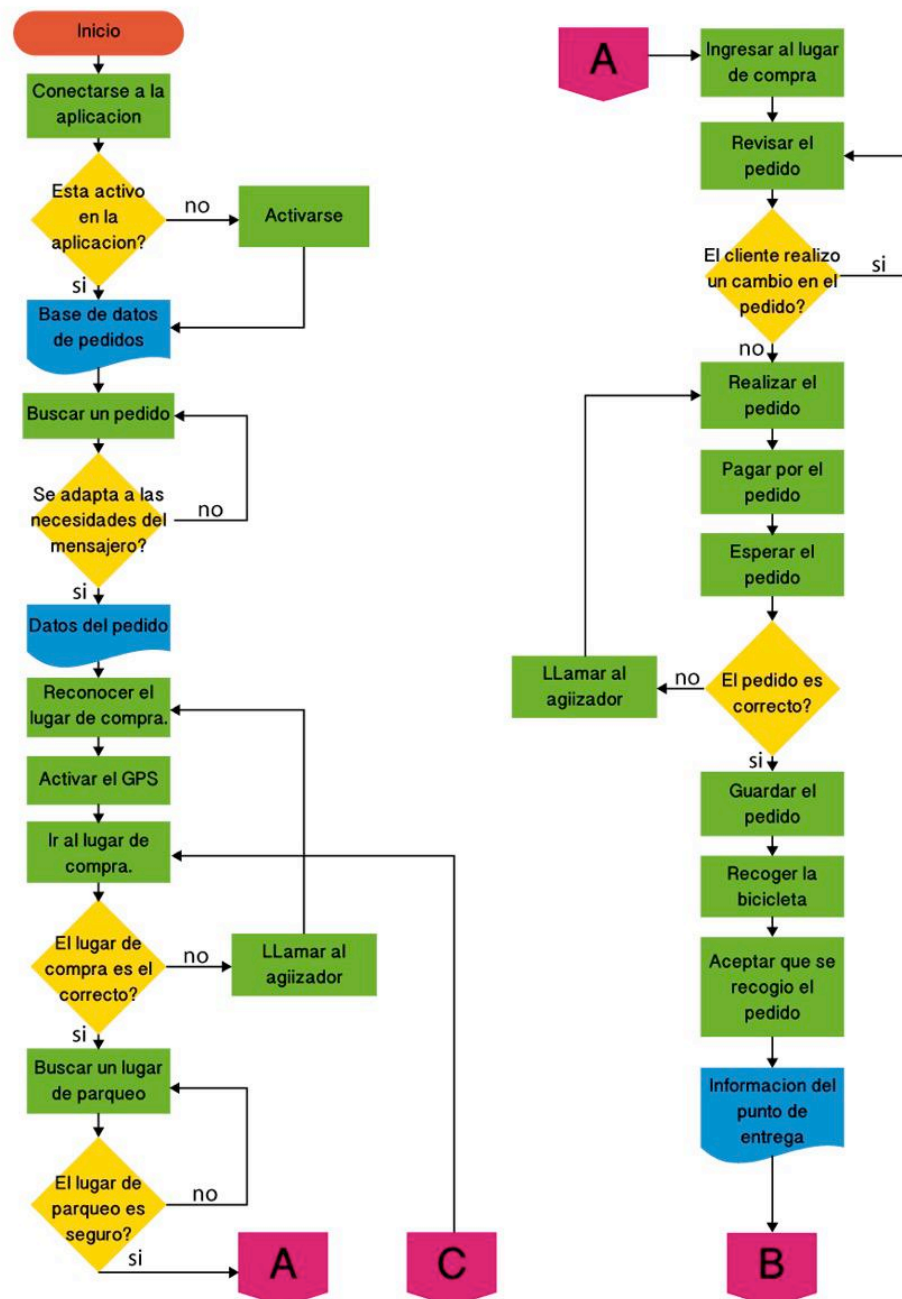 Inicio
Conectarse a la
aplicacion
Esta activo
en la
aplicacion?
no
Activarse
si
Base de datos
de pedidos
Buscar un pedido
Se adapta a las
necesidades del
mensajero?
no
si
Datos del pedido
Reconocer el
lugar de compra.
Activar el GPS
Ir al lugar de
compra.
El lugar de
compra es el
correcto?
no
LLamar al
agiizador
si
Buscar un lugar
de parqueo
El lugar de
parqueo es
seguro?
no
si
A
C
A
Ingresar al lugar
de compra
Revisar el
pedido
El cliente realizo
un cambio en el
pedido?
si
no
Realizar el
pedido
Pagar por el
pedido
Esperar el
pedido
El pedido es
correcto?
no
LLamar al
agiizador
si
Guardar el
pedido
Recoger la
bicicleta
Aceptar que se
recogio el
pedido
Informacion del
punto de
entrega
B